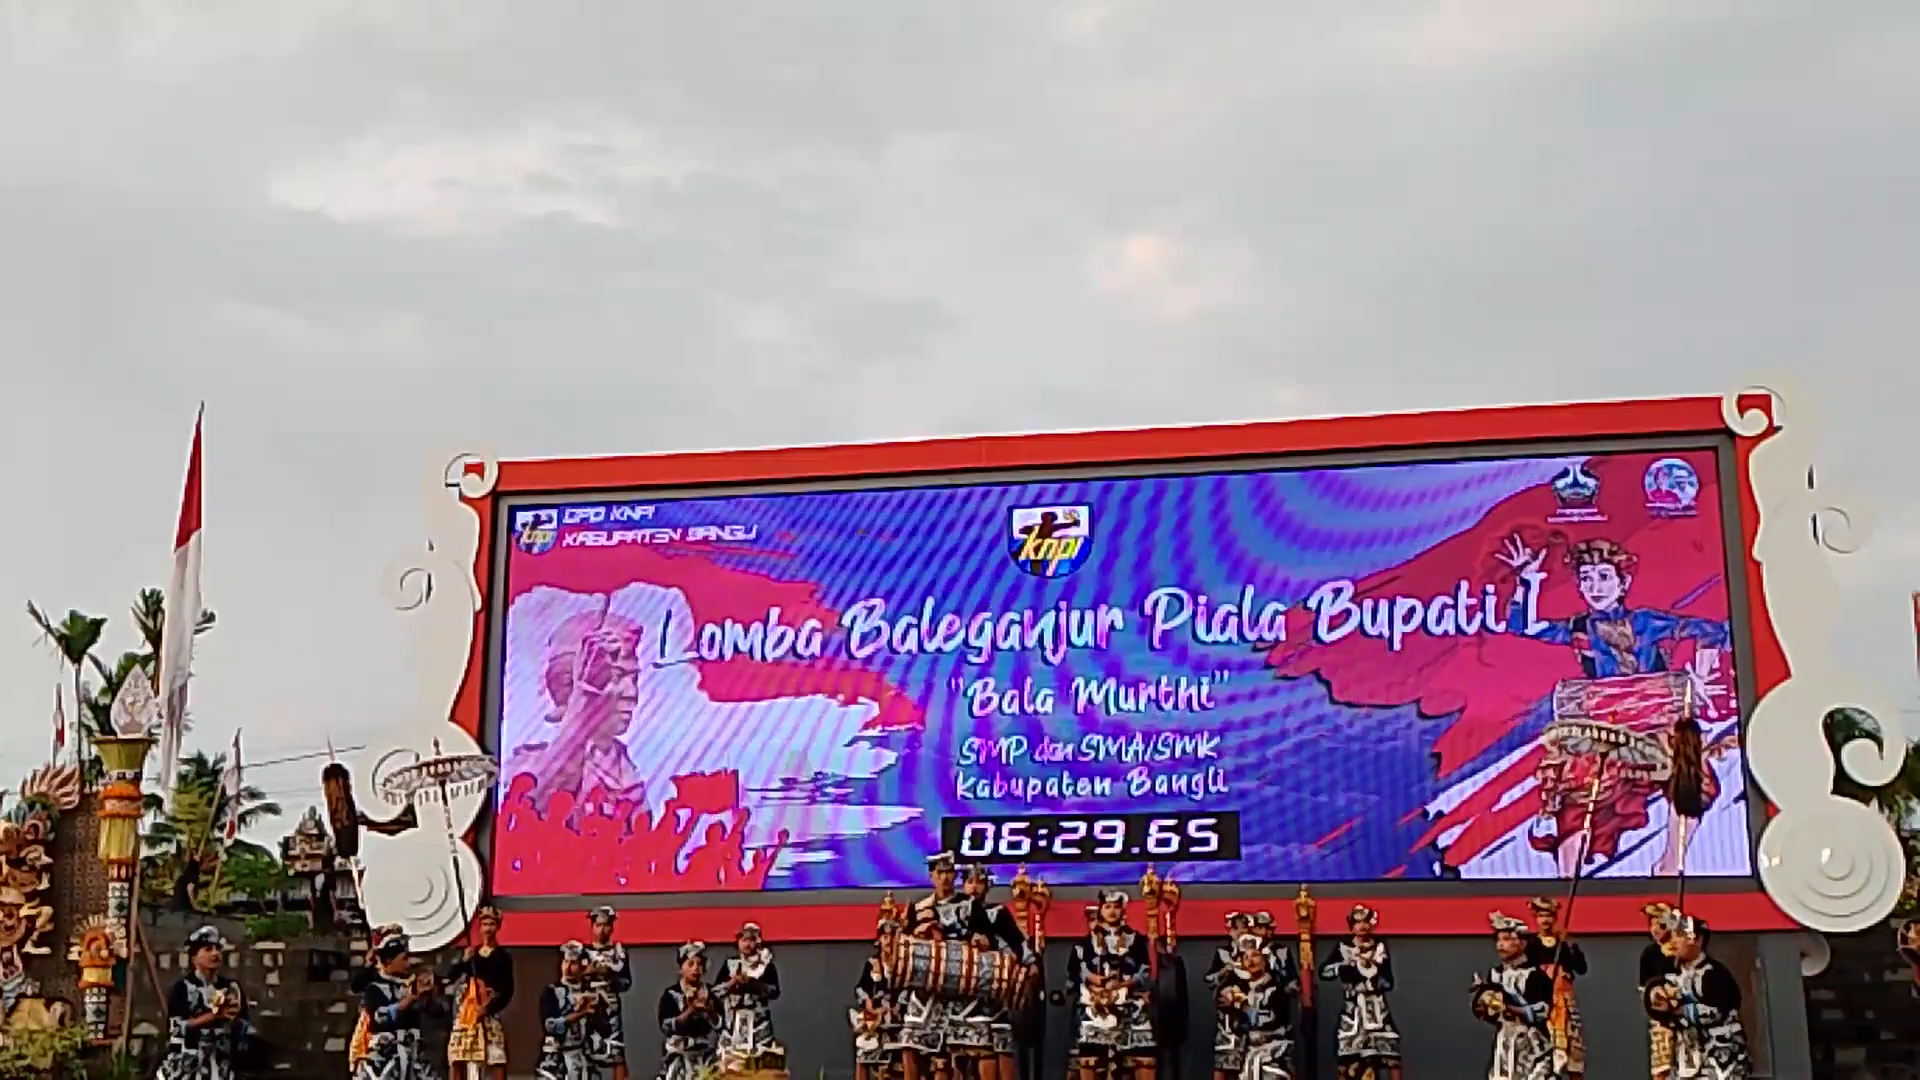 DPD KNPI
KABUPATEN BANGLI
knpi
knpi
Lomba Baleganjur Piala Bupati I
"Bala Murthi"
SMP dan SMA/SMK
Kabupaten Bangli
06:29.65